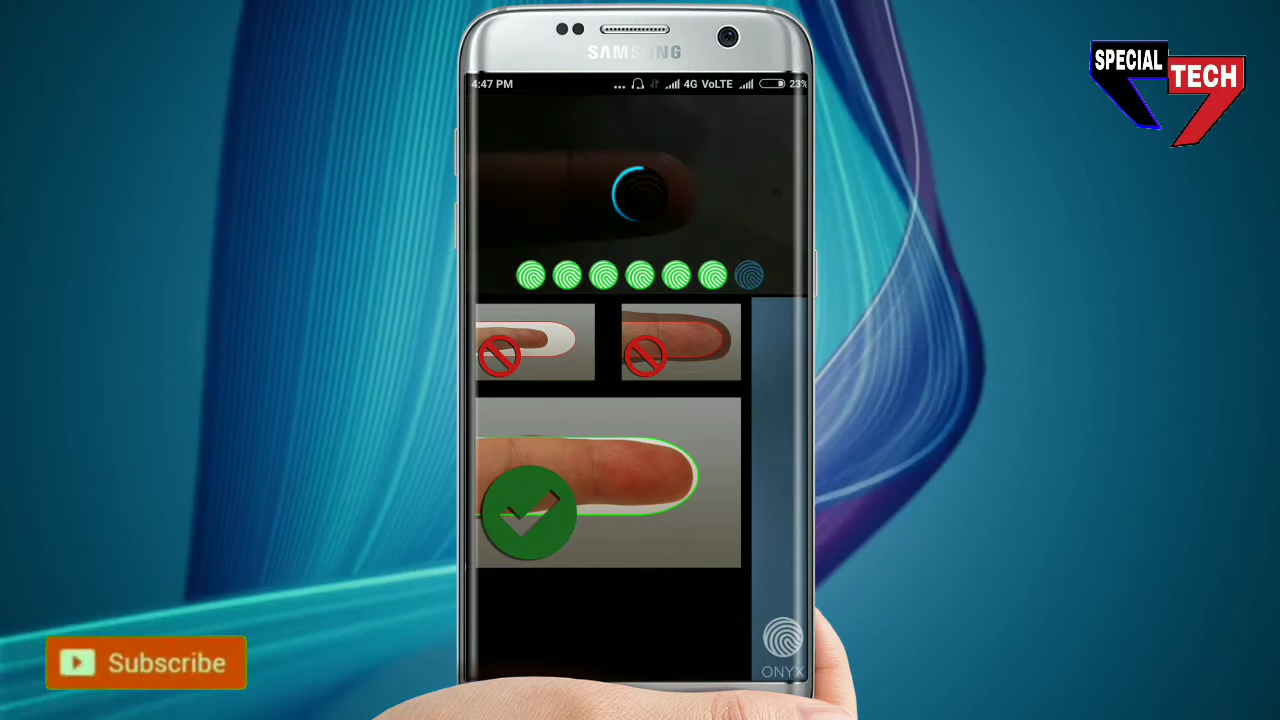 SAMSUNG
4:47 PM ... 4G VoLTE 23%
SPECIAL
TECH
Subscribe
ONYX